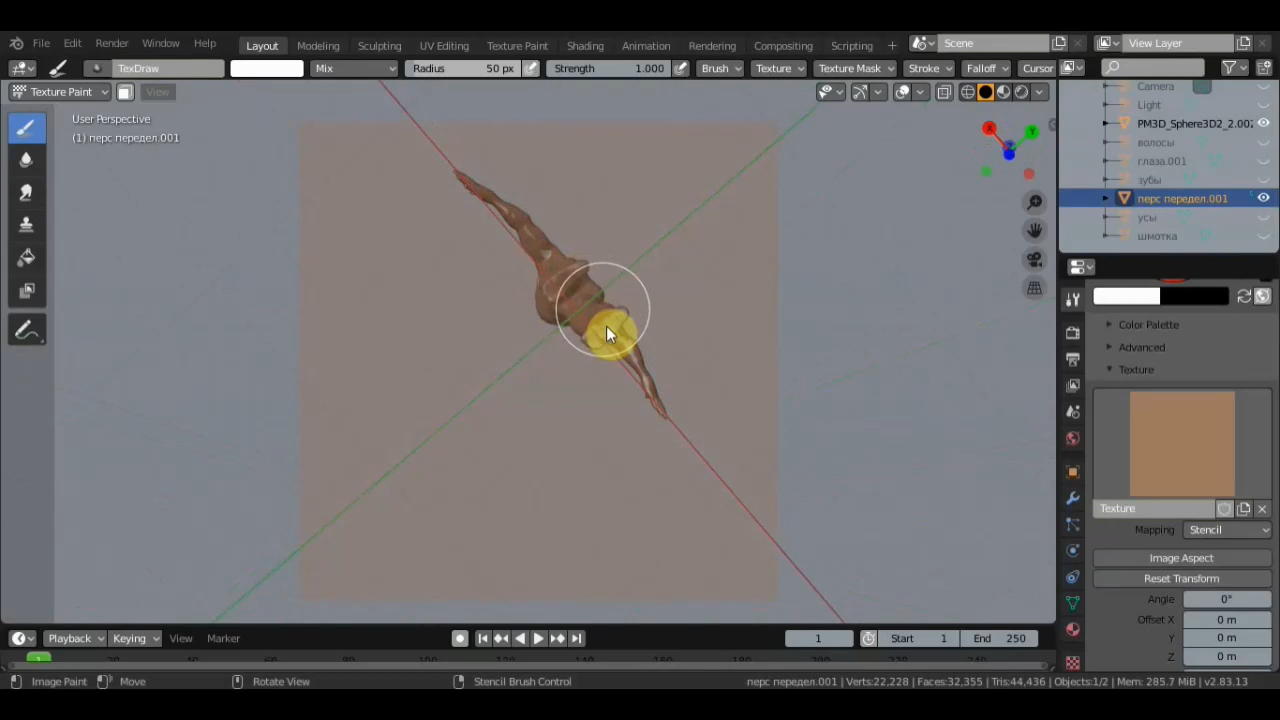 File Edit Render Window Help Layout Modeling Sculpting UV Editing Texture Paint Shading Animation Rendering Compositing Scripting + Scene View Layer
TexDraw Mix Radius 50 px Strength 1.000 Brush Texture Texture Mask Stroke Falloff Cursor
Texture Paint View
User Perspective
(1) перс передел.001
X Y
Camera
Light
PM3D_Sphere3D2_2.002
волосы
глаза.001
зубы
перс передел.001
усы
шмотка
Color Palette
Advanced
Texture
Texture
Mapping Stencil
Image Aspect
Reset Transform
Angle 0°
Offset X 0 m
Y 0 m
Z 0 m
Playback Keying View Marker 1 Start 1 End 250
1
Image Paint Move Rotate View Stencil Brush Control перс передел.001 | Verts:22,228 | Faces:32,355 | Tris:44,436 | Objects:1/2 | Mem: 285.7 MiB | v2.83.13